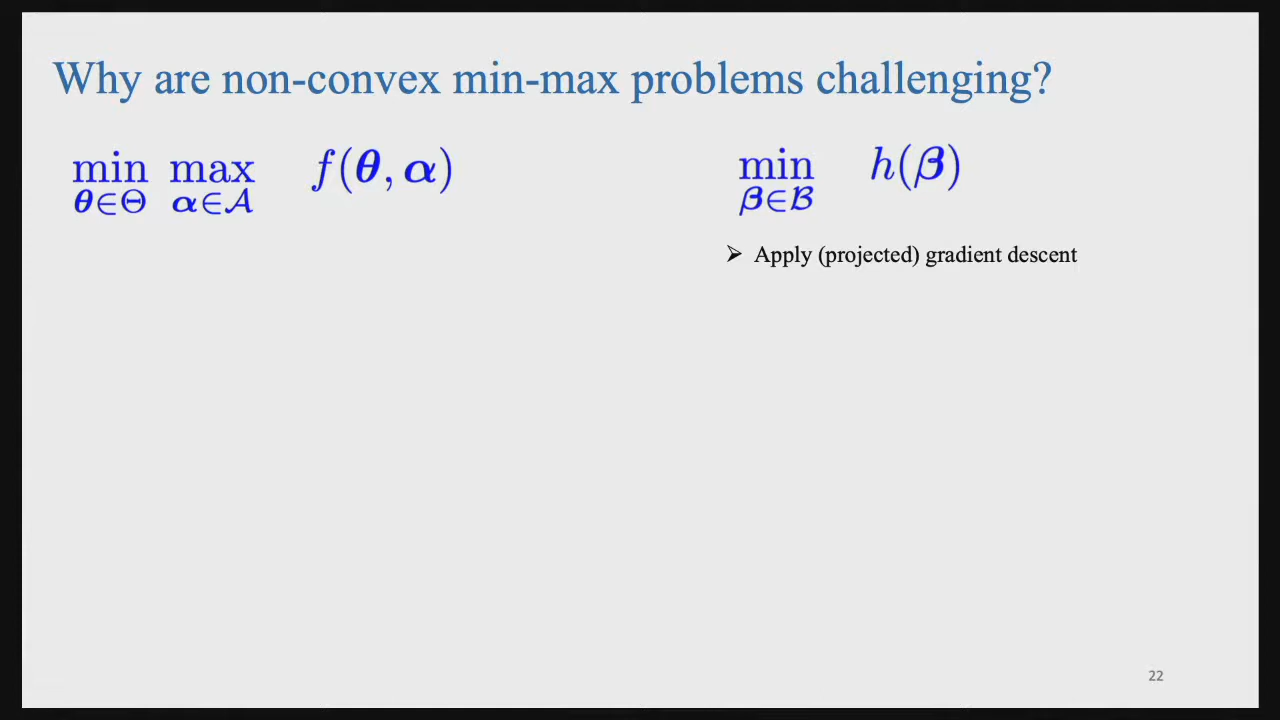 Why are non-convex min-max problems challenging?
min max f(θ, α)
θ∈Θ α∈𝒜
min h(β)
β∈ℬ
➢ Apply (projected) gradient descent
22